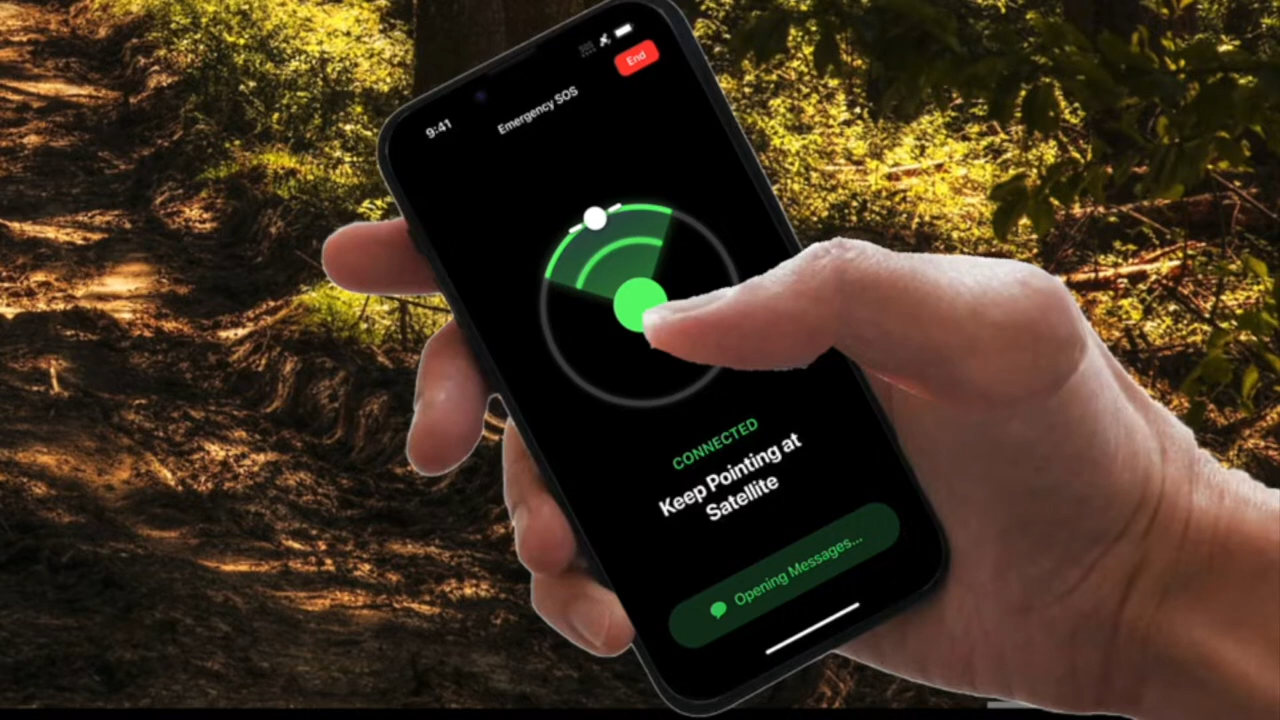 9:41
End
Emergency SOS
CONNECTED
Keep Pointing at
Satellite
Opening Messages...